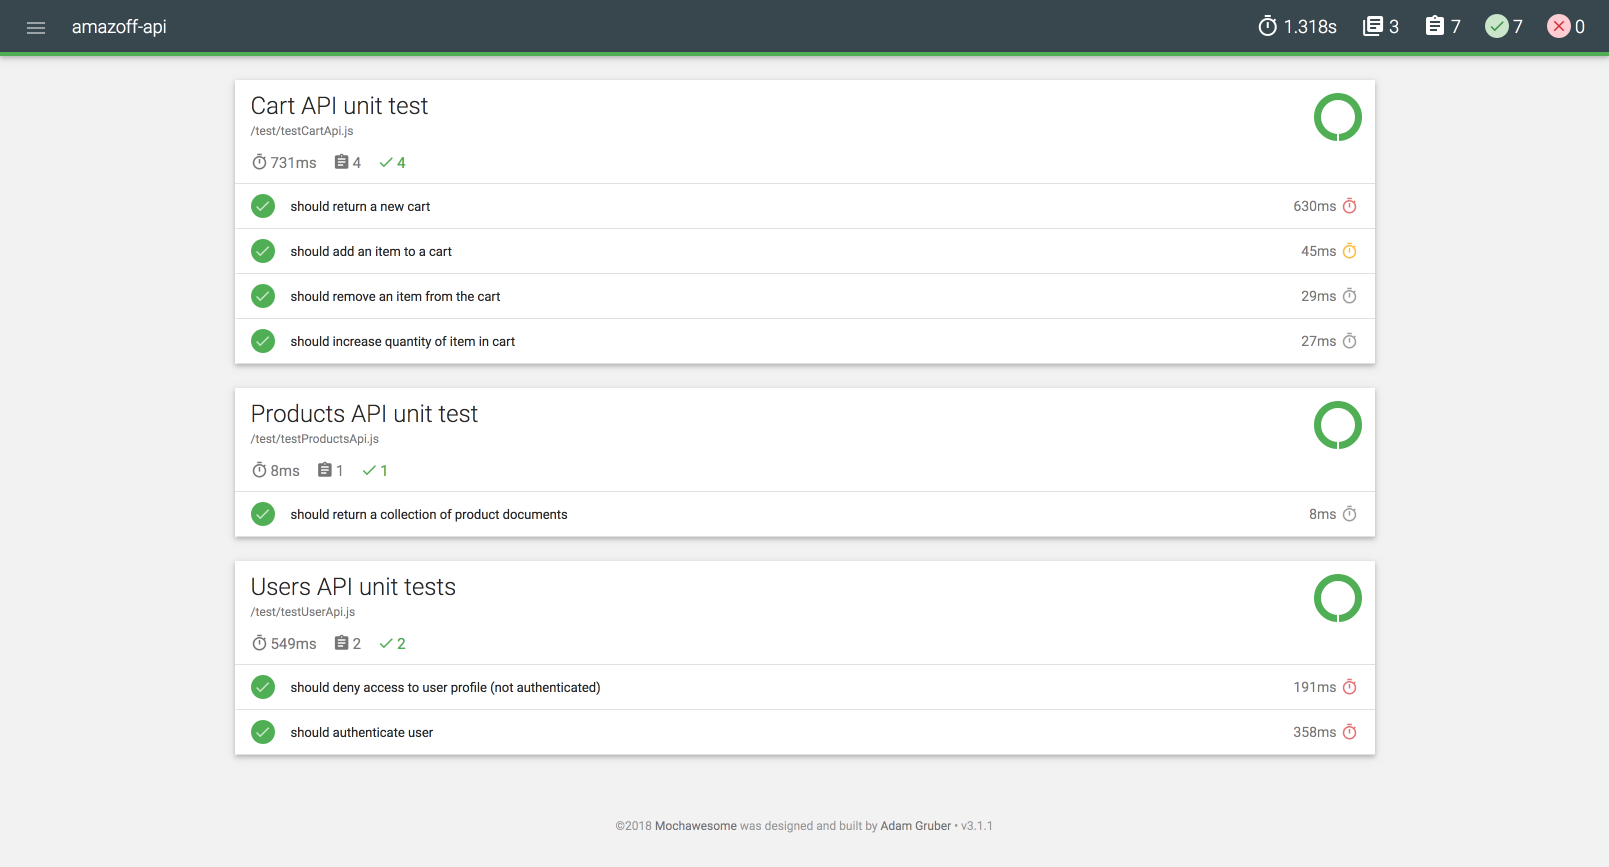 amazoff-api 1.318s 3 7 7 0
Cart API unit test
/test/testCartApi.js
731ms 4 4
should return a new cart 630ms
should add an item to a cart 45ms
should remove an item from the cart 29ms
should increase quantity of item in cart 27ms
Products API unit test
/test/testProductsApi.js
8ms 1 1
should return a collection of product documents 8ms
Users API unit tests
/test/testUserApi.js
549ms 2 2
should deny access to user profile (not authenticated) 191ms
should authenticate user 358ms
©2018 Mochawesome was designed and built by Adam Gruber • v3.1.1